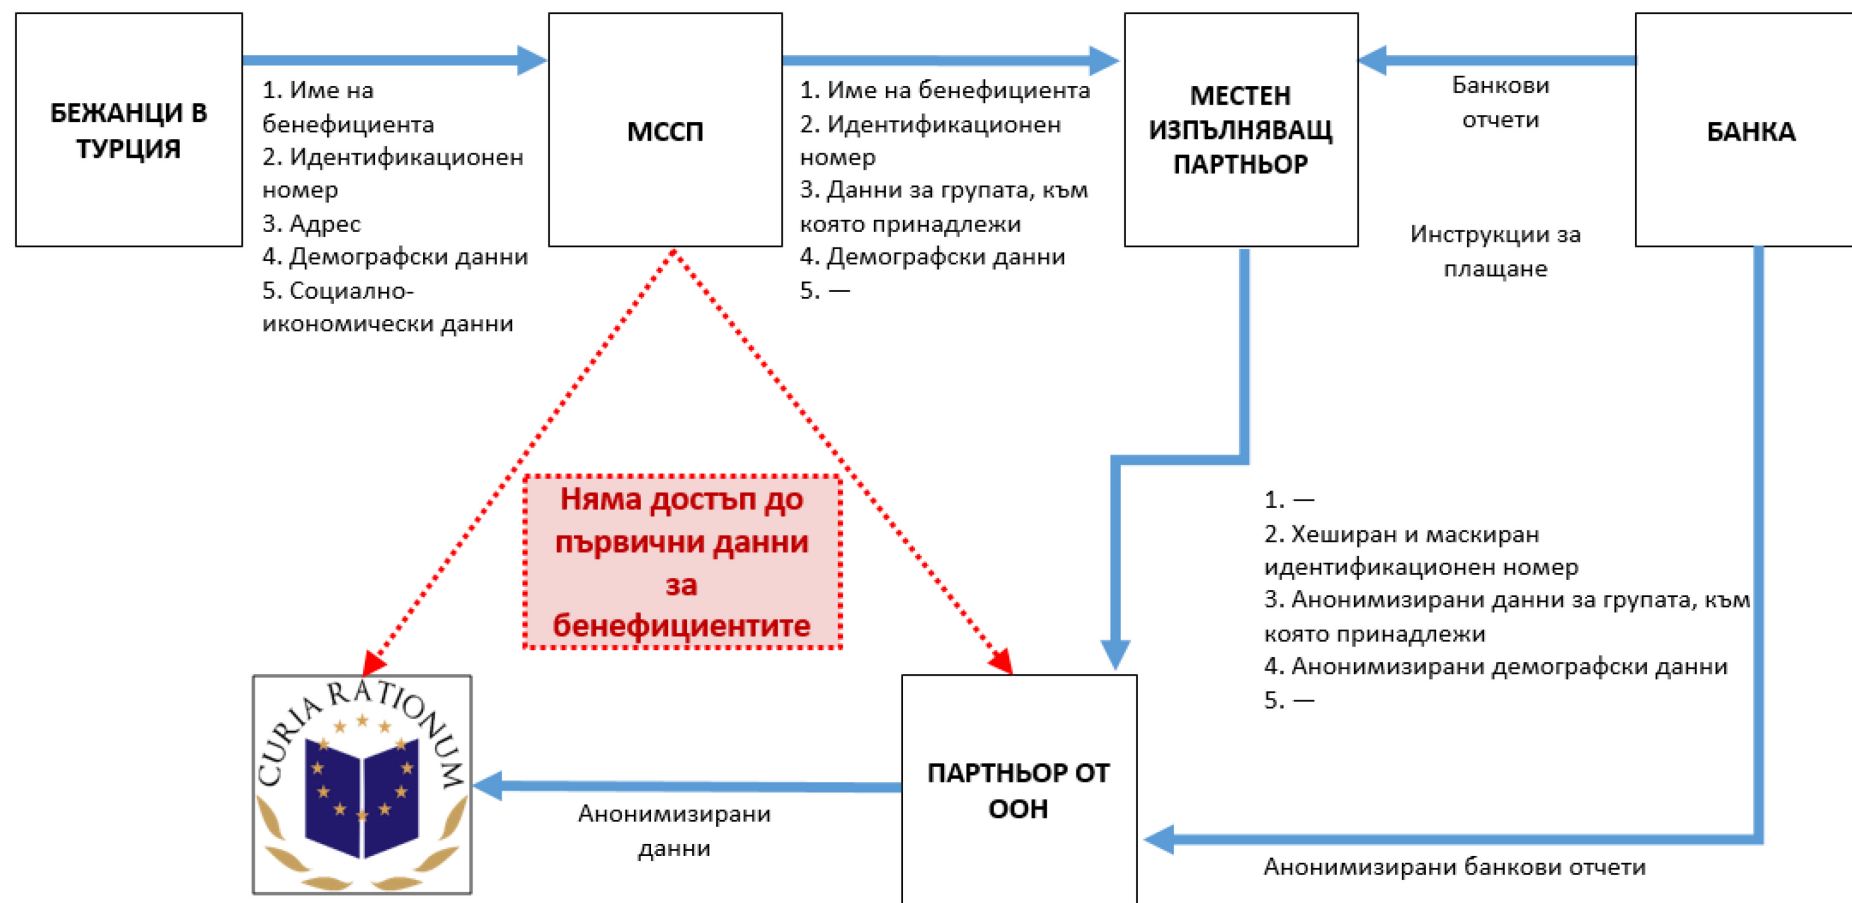 БЕЖАНЦИ В
ТУРЦИЯ
1. Име на
бенефициента
2. Идентификационен
номер
3. Адрес
4. Демографски данни
5. Социално-
икономически данни
МССП
1. Име на бенефициента
2. Идентификационен
номер
3. Данни за групата, към
която принадлежи
4. Демографски данни
5. —
МЕСТЕН
ИЗПЪЛНЯВАЩ
ПАРТНЬОР
Банкови
отчети
Инструкции за
плащане
БАНКА
Няма достъп до
първични данни
за
бенефициентите
1. —
2. Хеширан и маскиран
идентификационен номер
3. Анонимизирани данни за групата, към
която принадлежи
4. Анонимизирани демографски данни
5. —
CURIA RATIONUM
Анонимизирани
данни
ПАРТНЬОР ОТ
ООН
Анонимизирани банкови отчети